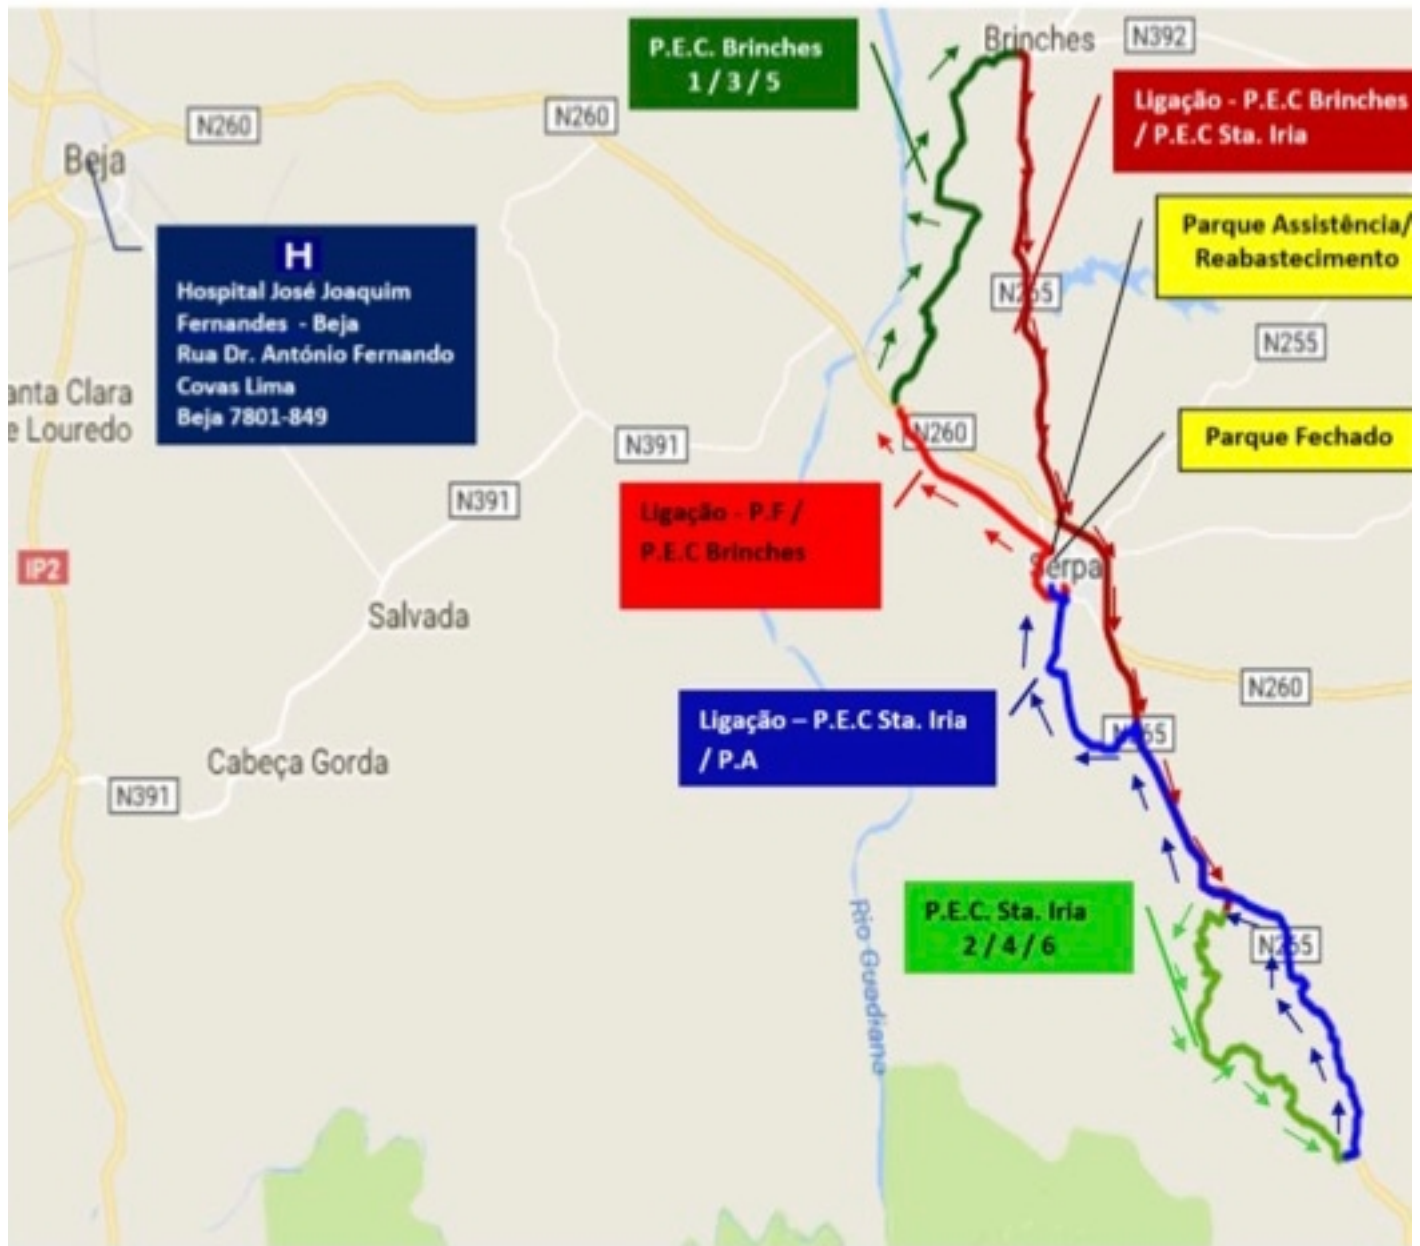 P.E.C. Brinches
1 / 3 / 5
Brinches
N392
Ligação - P.E.C Brinches
/ P.E.C Sta. Iria
N260
N260
Beja
Parque Assistência/
Reabastecimento
H
Hospital José Joaquim
Fernandes - Beja
Rua Dr. António Fernando
Covas Lima
Beja 7801-849
N265
N255
anta Clara
e Louredo
N391
N260
Parque Fechado
N391
Ligação - P.F /
P.E.C Brinches
IP2
Serpa
Salvada
N260
Ligação – P.E.C Sta. Iria
/ P.A
N265
Cabeça Gorda
N391
P.E.C. Sta. Iria
2 / 4 / 6
Rio Guadiana
N265